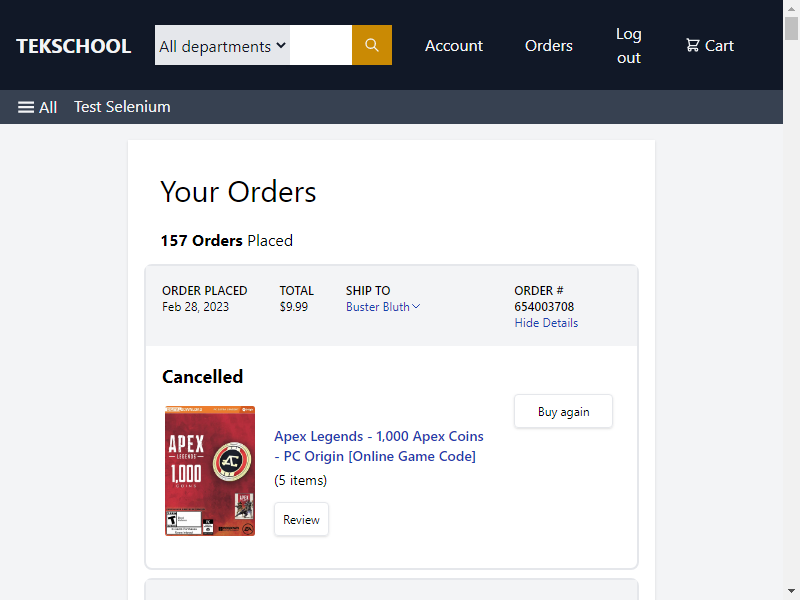 TEKSCHOOL
All departments
Account
Orders
Log
out
Cart
All
Test Selenium
Your Orders
157 Orders Placed
ORDER PLACED
Feb 28, 2023
TOTAL
$9.99
SHIP TO
Buster Bluth
ORDER #
654003708
Hide Details
Cancelled
Buy again
APEX
LEGENDS
1,000
COINS
Apex Legends - 1,000 Apex Coins
- PC Origin [Online Game Code]
(5 items)
Review